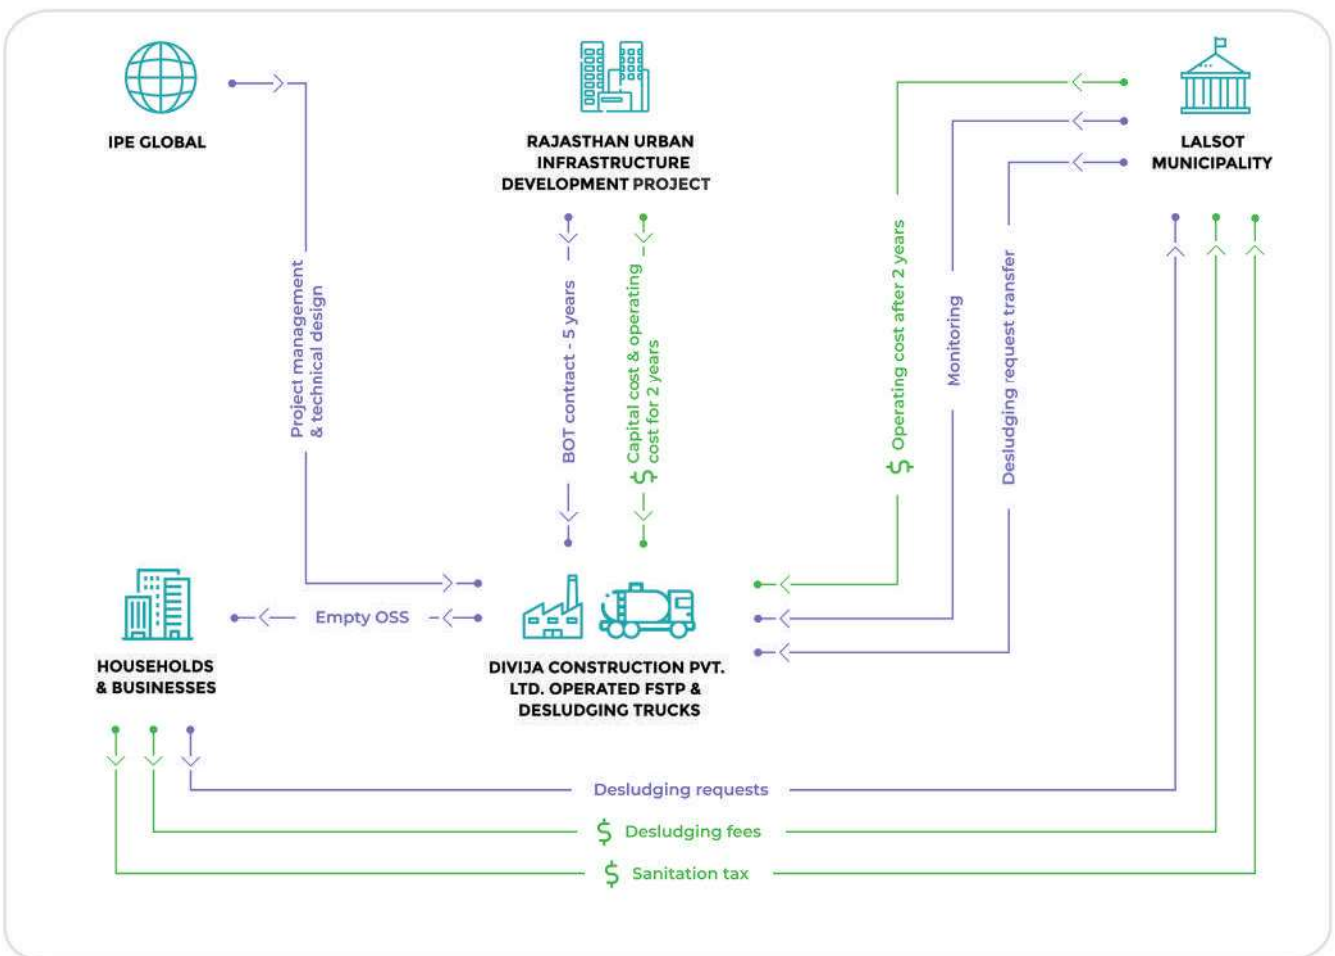 IPE GLOBAL
RAJASTHAN URBAN
INFRASTRUCTURE
DEVELOPMENT PROJECT
LALSOT
MUNICIPALITY
Project management
& technical design
BOT contract - 5 years
$ Capital cost & operating
cost for 2 years
$ Operating cost after 2 years
Monitoring
Desludging request transfer
Empty OSS
HOUSEHOLDS
& BUSINESSES
DIVIJA CONSTRUCTION PVT.
LTD. OPERATED FSTP &
DESLUDGING TRUCKS
Desludging requests
$ Desludging fees
$ Sanitation tax